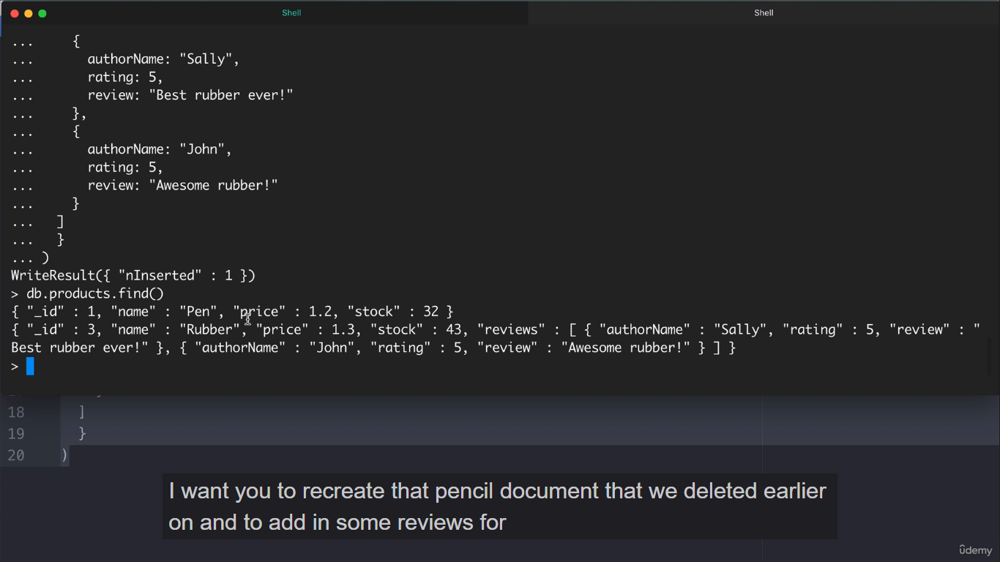 Shell
Shell
... {
... authorName: "Sally",
... rating: 5,
... review: "Best rubber ever!"
... },
... {
... authorName: "John",
... rating: 5,
... review: "Awesome rubber!"
... }
... ]
... }
... )
WriteResult({ "nInserted" : 1 })
> db.products.find()
{ "_id" : 1, "name" : "Pen", "price" : 1.2, "stock" : 32 }
{ "_id" : 3, "name" : "Rubber", "price" : 1.3, "stock" : 43, "reviews" : [ { "authorName" : "Sally", "rating" : 5, "review" : "
Best rubber ever!" }, { "authorName" : "John", "rating" : 5, "review" : "Awesome rubber!" } ] }
>
18 ]
19 }
20 )
I want you to recreate that pencil document that we deleted earlier
on and to add in some reviews for
ûdemy